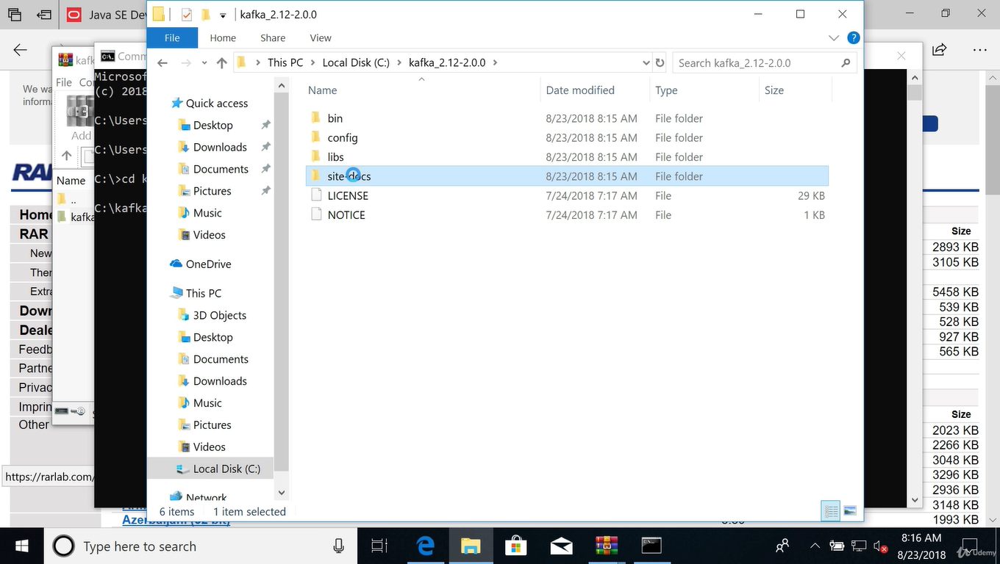 Java SE De
kafka_2.12-2.0.0
File
Home
Share
View
This PC
Local Disk (C:)
kafka_2.12-2.0.0
Search kafka_2.12-2.0.0
Name
Date modified
Type
Size
bin
8/23/2018 8:15 AM
File folder
config
8/23/2018 8:15 AM
File folder
libs
8/23/2018 8:15 AM
File folder
site-docs
8/23/2018 8:15 AM
File folder
LICENSE
7/24/2018 7:17 AM
File
29 KB
NOTICE
7/24/2018 7:17 AM
File
1 KB
Quick access
Desktop
Downloads
Documents
Pictures
Music
Videos
OneDrive
This PC
3D Objects
Desktop
Documents
Downloads
Music
Pictures
Videos
Local Disk (C:)
Network
6 items
1 item selected
We wa
inform
kafk
File Co
Add
Name
..
kafka
Comm
Microsof
(c) 2018
C:\Users
C:\Users
C:\>cd k
C:\kafka
RAR
Home
RAR
New
Ther
Extra
Down
Deale
Feedb
Partne
Privac
Imprin
Other
https://rarlab.com/
Azerbaijani (32 bit)
Size
2893 KB
3105 KB
5458 KB
539 KB
528 KB
927 KB
565 KB
Size
2023 KB
2266 KB
3048 KB
3296 KB
2936 KB
3148 KB
1993 KB
Type here to search
8:16 AM
8/23/2018
Udemy